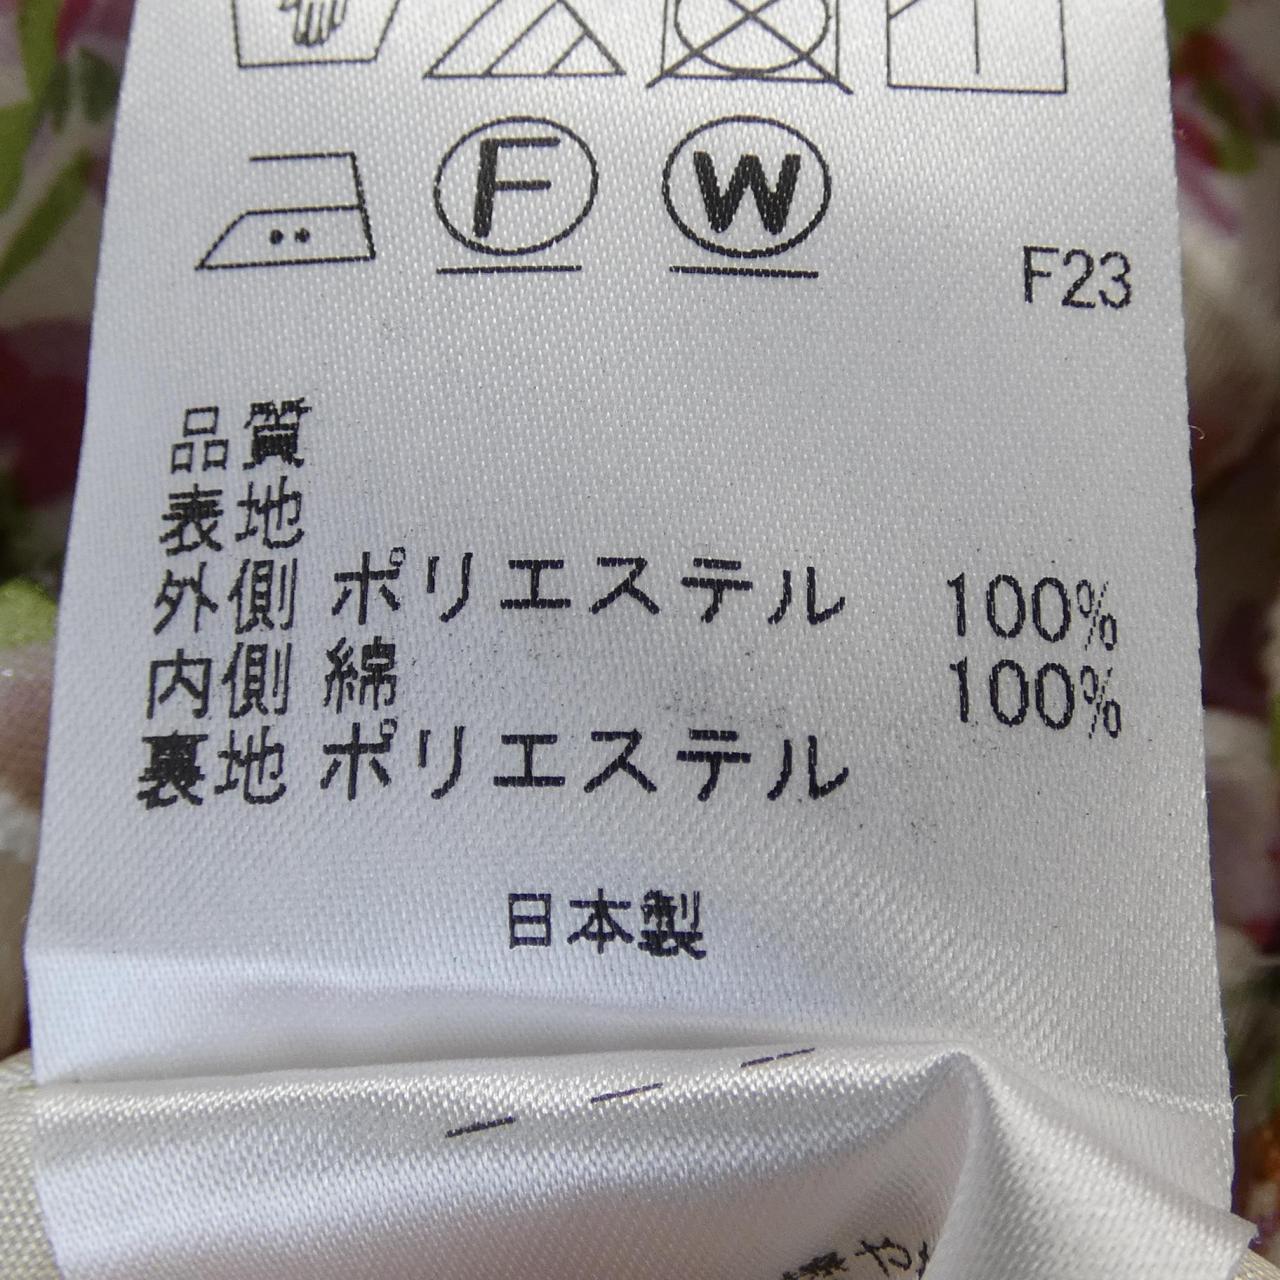 F W
F23
品質
表地
外側 ポリエステル 100%
内側 綿 100%
裏地 ポリエステル
日本製